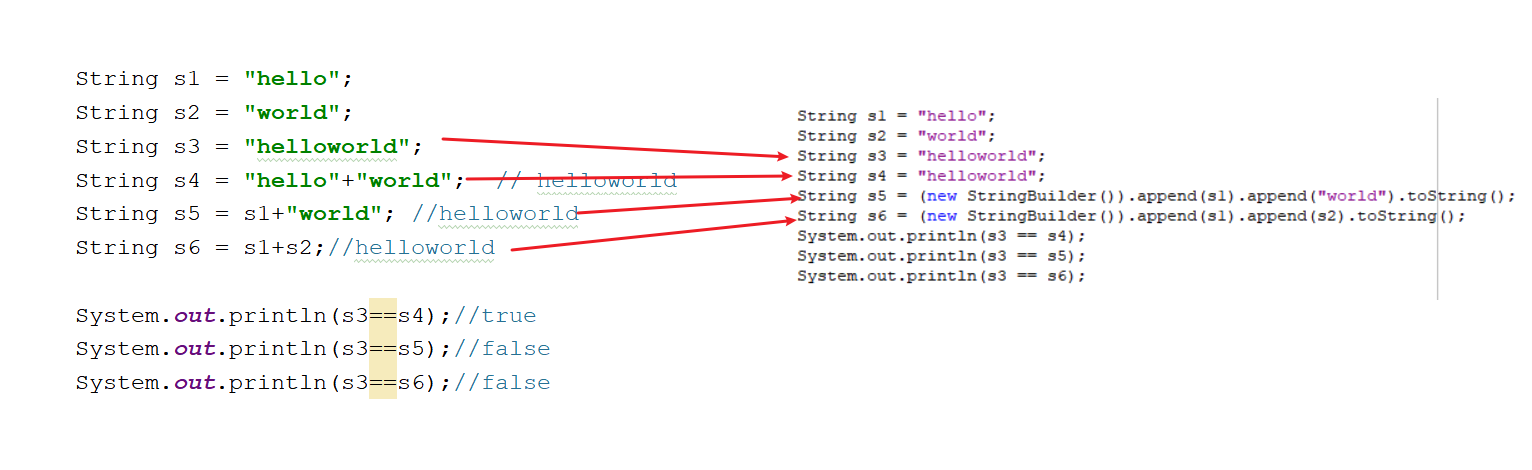 String s1 = "hello";
String s2 = "world";
String s3 = "helloworld";
String s4 = "hello"+"world";  // helloworld
String s5 = s1+"world"; //helloworld
String s6 = s1+s2;//helloworld
System.out.println(s3==s4);//true
System.out.println(s3==s5);//false
System.out.println(s3==s6);//false
String s1 = "hello";
String s2 = "world";
String s3 = "helloworld";
String s4 = "helloworld";
String s5 = (new StringBuilder()).append(s1).append("world").toString();
String s6 = (new StringBuilder()).append(s1).append(s2).toString();
System.out.println(s3 == s4);
System.out.println(s3 == s5);
System.out.println(s3 == s6);